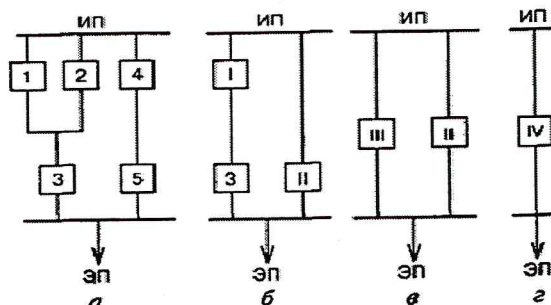 ИП ИП ИП ИП
1 2 4 I III II IV
3 5 3 II
ЭП ЭП ЭП ЭП
а б в г